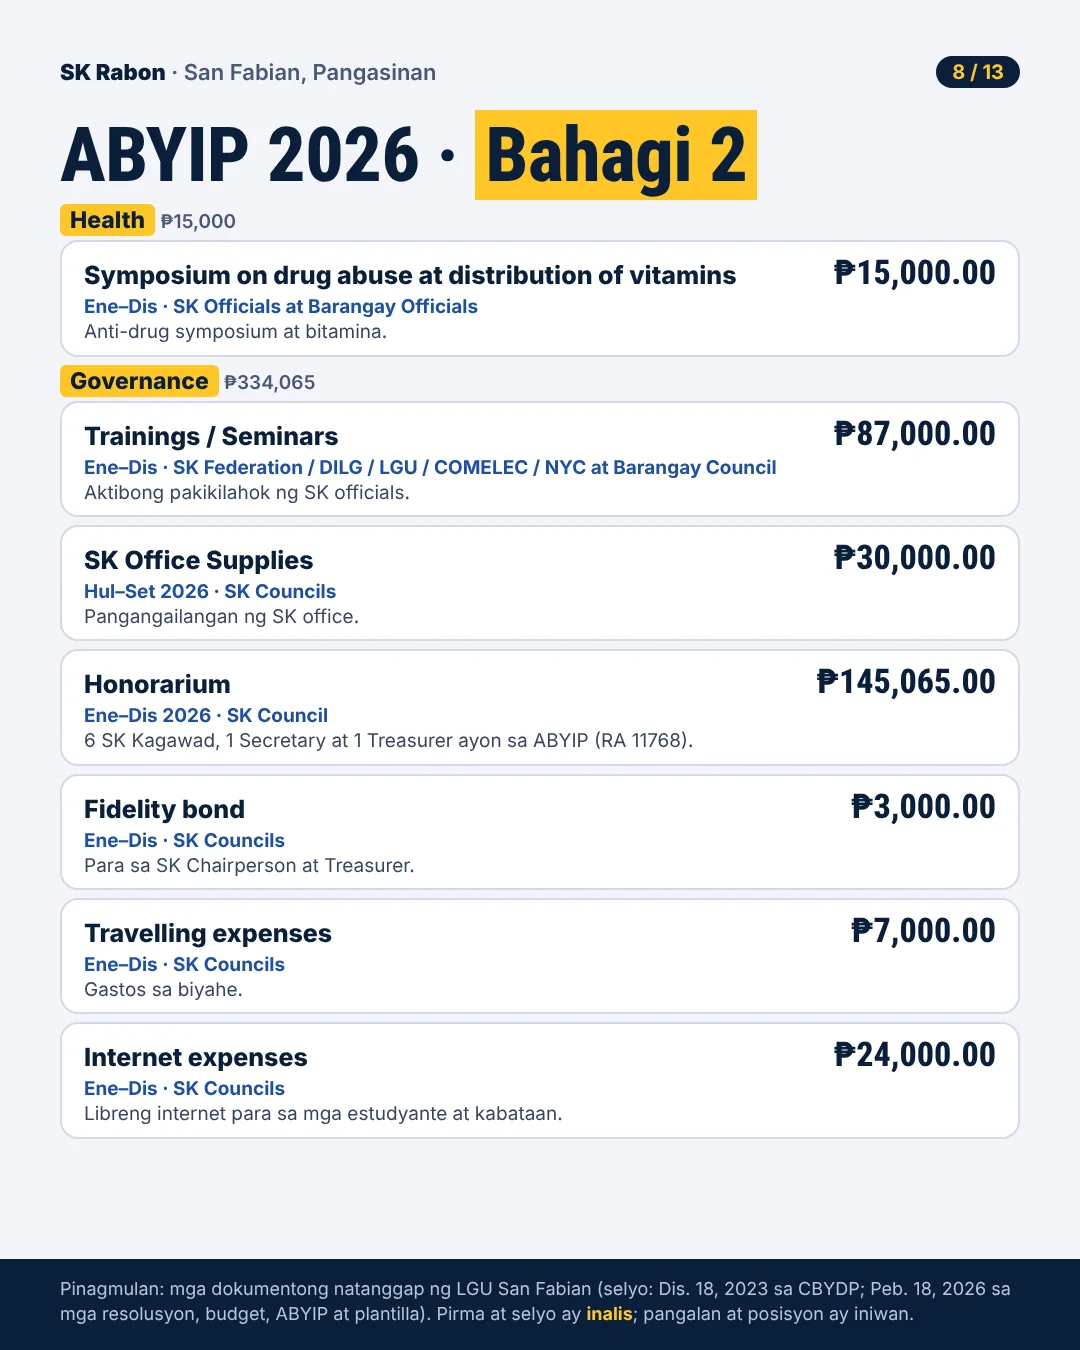 SK Rabon · San Fabian, Pangasinan
8 / 13
ABYIP 2026 · Bahagi 2
Health ₱15,000
Symposium on drug abuse at distribution of vitamins ₱15,000.00
Ene–Dis · SK Officials at Barangay Officials
Anti-drug symposium at bitamina.
Governance ₱334,065
Trainings / Seminars ₱87,000.00
Ene–Dis · SK Federation / DILG / LGU / COMELEC / NYC at Barangay Council
Aktibong pakikilahok ng SK officials.
SK Office Supplies ₱30,000.00
Hul–Set 2026 · SK Councils
Pangangailangan ng SK office.
Honorarium ₱145,065.00
Ene–Dis 2026 · SK Council
6 SK Kagawad, 1 Secretary at 1 Treasurer ayon sa ABYIP (RA 11768).
Fidelity bond ₱3,000.00
Ene–Dis · SK Councils
Para sa SK Chairperson at Treasurer.
Travelling expenses ₱7,000.00
Ene–Dis · SK Councils
Gastos sa biyahe.
Internet expenses ₱24,000.00
Ene–Dis · SK Councils
Libreng internet para sa mga estudyante at kabataan.
Pinagmulan: mga dokumentong natanggap ng LGU San Fabian (selyo: Dis. 18, 2023 sa CBYDP; Peb. 18, 2026 sa
mga resolusyon, budget, ABYIP at plantilla). Pirma at selyo ay inalis; pangalan at posisyon ay iniwan.